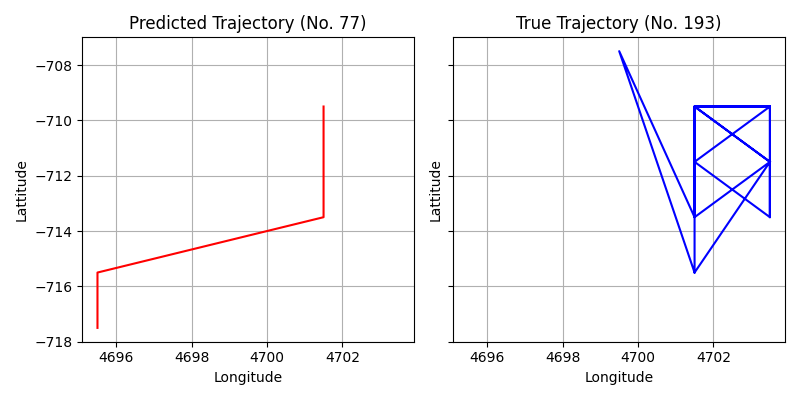 Predicted Trajectory (No. 77)
−708
−710
−712
−714
−716
−718
4696
4698
4700
4702
Longitude
Lattitude
True Trajectory (No. 193)
4696
4698
4700
4702
Longitude
Lattitude